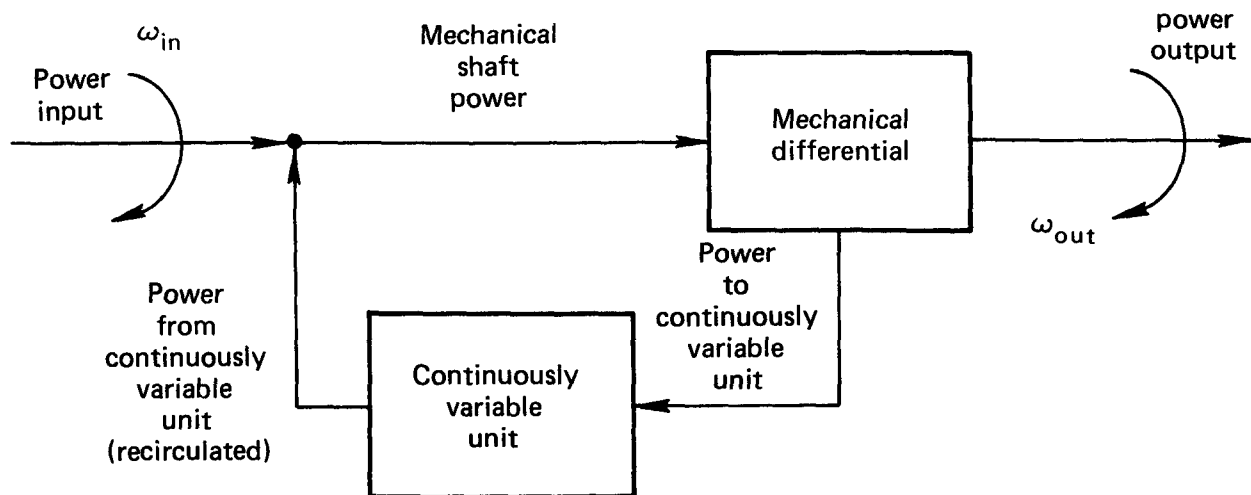 ω_in
Power
input
Mechanical
shaft
power
Mechanical
differential
power
output
ω_out
Power
to
continuously
variable
unit
Power
from
continuously
variable
unit
(recirculated)
Continuously
variable
unit